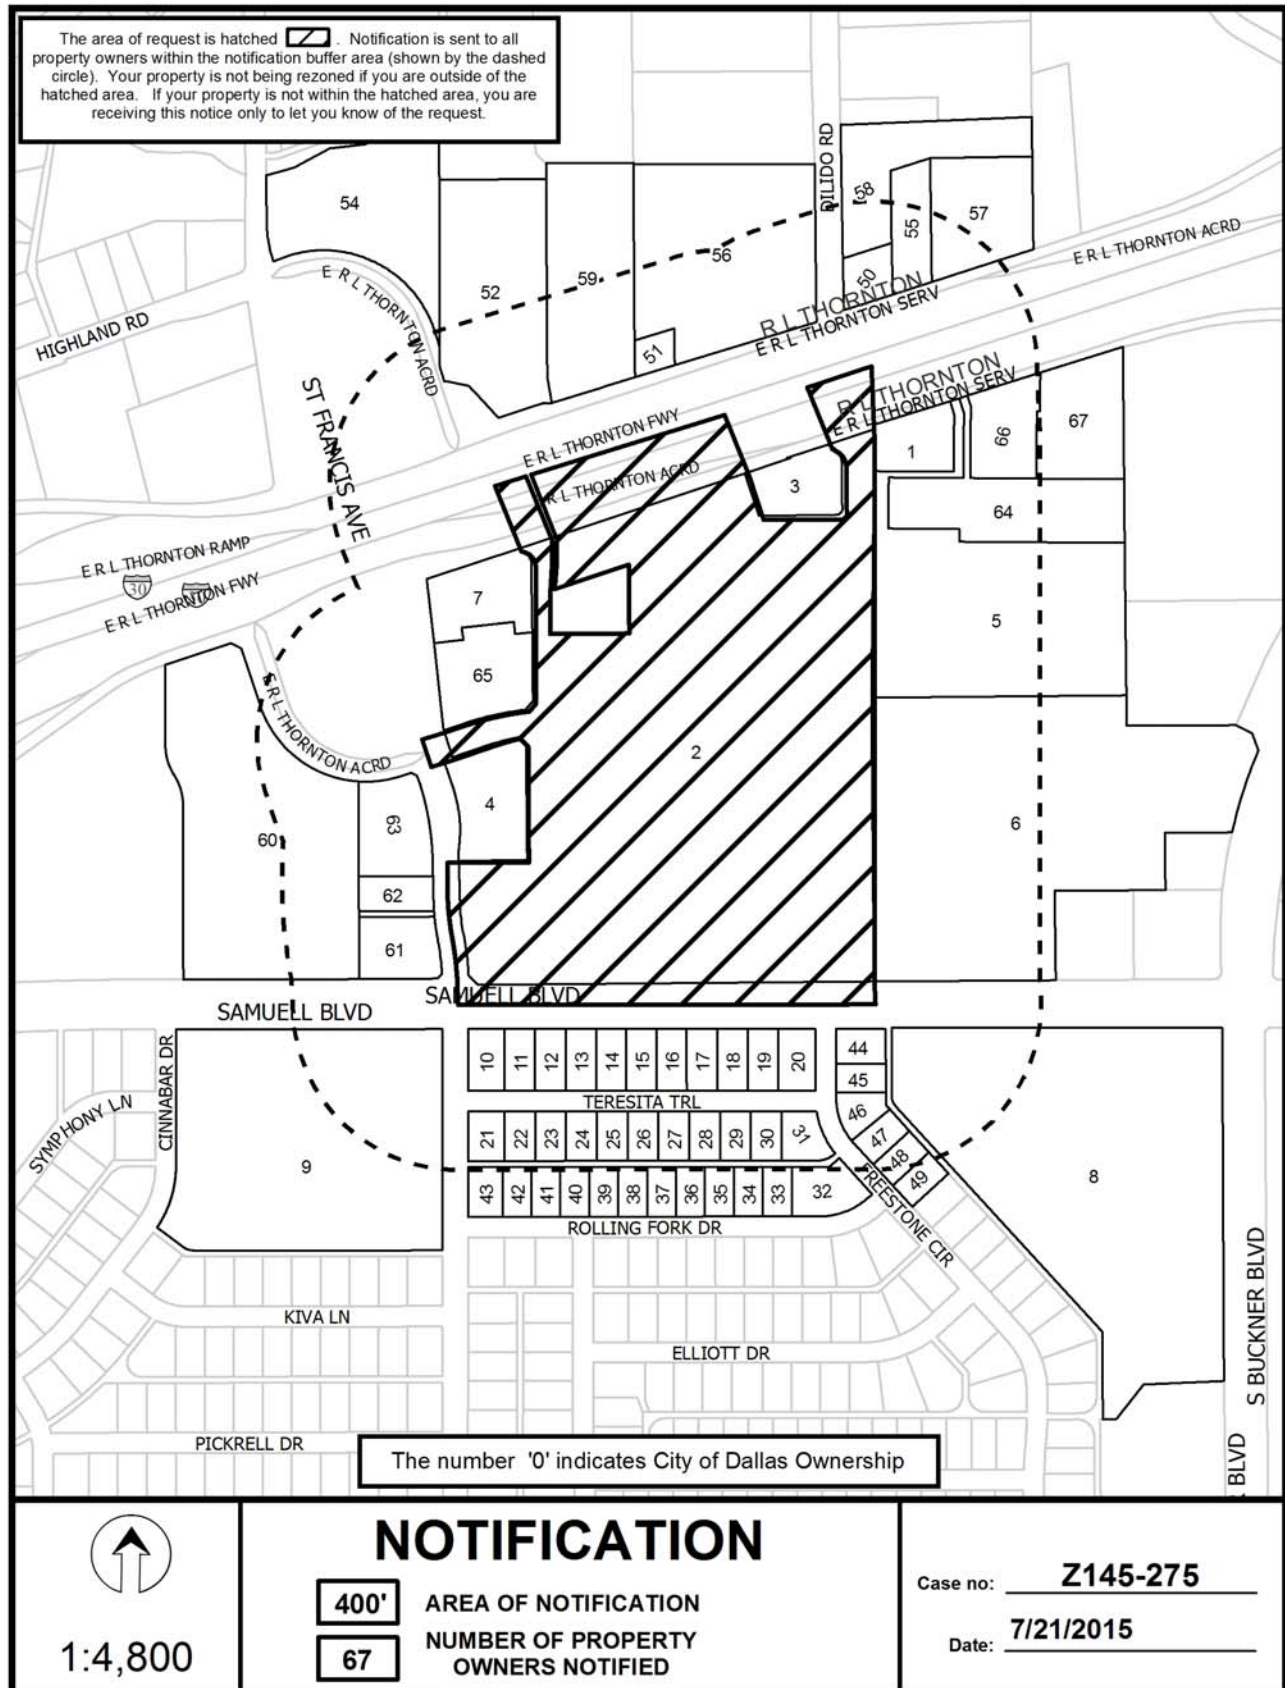 The area of request is hatched . Notification is sent to all
property owners within the notification buffer area (shown by the dashed
circle). Your property is not being rezoned if you are outside of the
hatched area. If your property is not within the hatched area, you are
receiving this notice only to let you know of the request.
DILIDO RD
54
58
55
57
E R L THORNTON ACRD
56
59
52
50
E R L THORNTON ACRD
R L THORNTON
E R L THORNTON SERV
HIGHLAND RD
51
ST FRANCIS AVE
R L THORNTON
E R L THORNTON SERV
E R L THORNTON FWY
67
66
1
R L THORNTON ACRD
3
64
E R L THORNTON RAMP
30
E R L THORNTON FWY
7
5
65
E R L THORNTON ACRD
2
4
63
6
60
62
61
SAMUELL BLVD
SAMUELL BLVD
10
11
12
13
14
15
16
17
18
19
20
44
45
CINNABAR DR
TERESITA TRL
SYMPHONY LN
46
21
22
23
24
25
26
27
28
29
30
31
47
48
49
9
8
43
42
41
40
39
38
37
36
35
34
33
32
FREESTONE CIR
ROLLING FORK DR
KIVA LN
ELLIOTT DR
S BUCKNER BLVD
PICKRELL DR
The number '0' indicates City of Dallas Ownership
BLVD
NOTIFICATION
400' AREA OF NOTIFICATION
67 NUMBER OF PROPERTY
OWNERS NOTIFIED
1:4,800
Case no: Z145-275
Date: 7/21/2015